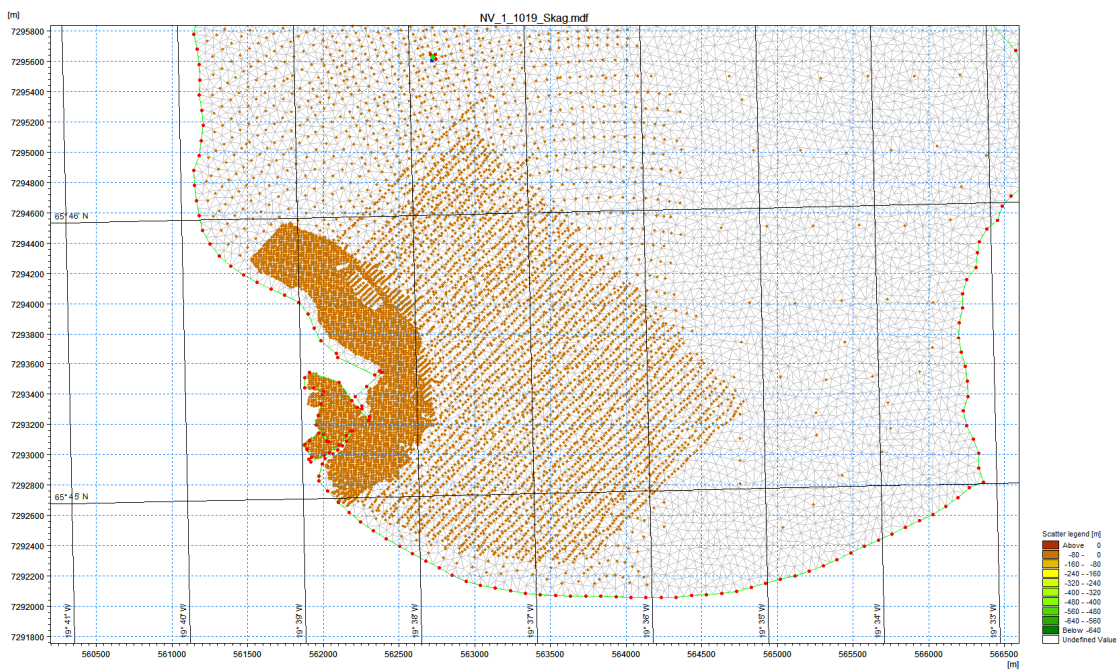 NV_1_1019_Skag.mdf
[m]
7295800
7295600
7295400
7295200
7295000
7294800
7294600
7294400
7294200
7294000
7293800
7293600
7293400
7293200
7293000
7292800
7292600
7292400
7292200
7292000
7291800
65° 46' N
65° 45' N
19° 41' W
19° 40' W
19° 39' W
19° 38' W
19° 37' W
19° 36' W
19° 35' W
19° 34' W
19° 33' W
560500 561000 561500 562000 562500 563000 563500 564000 564500 565000 565500 566000 566500
[m]
Scatter legend [m]
Above 0
-80 - 0
-160 - -80
-240 - -160
-320 - -240
-400 - -320
-480 - -400
-560 - -480
-640 - -560
Below -640
Undefined Value